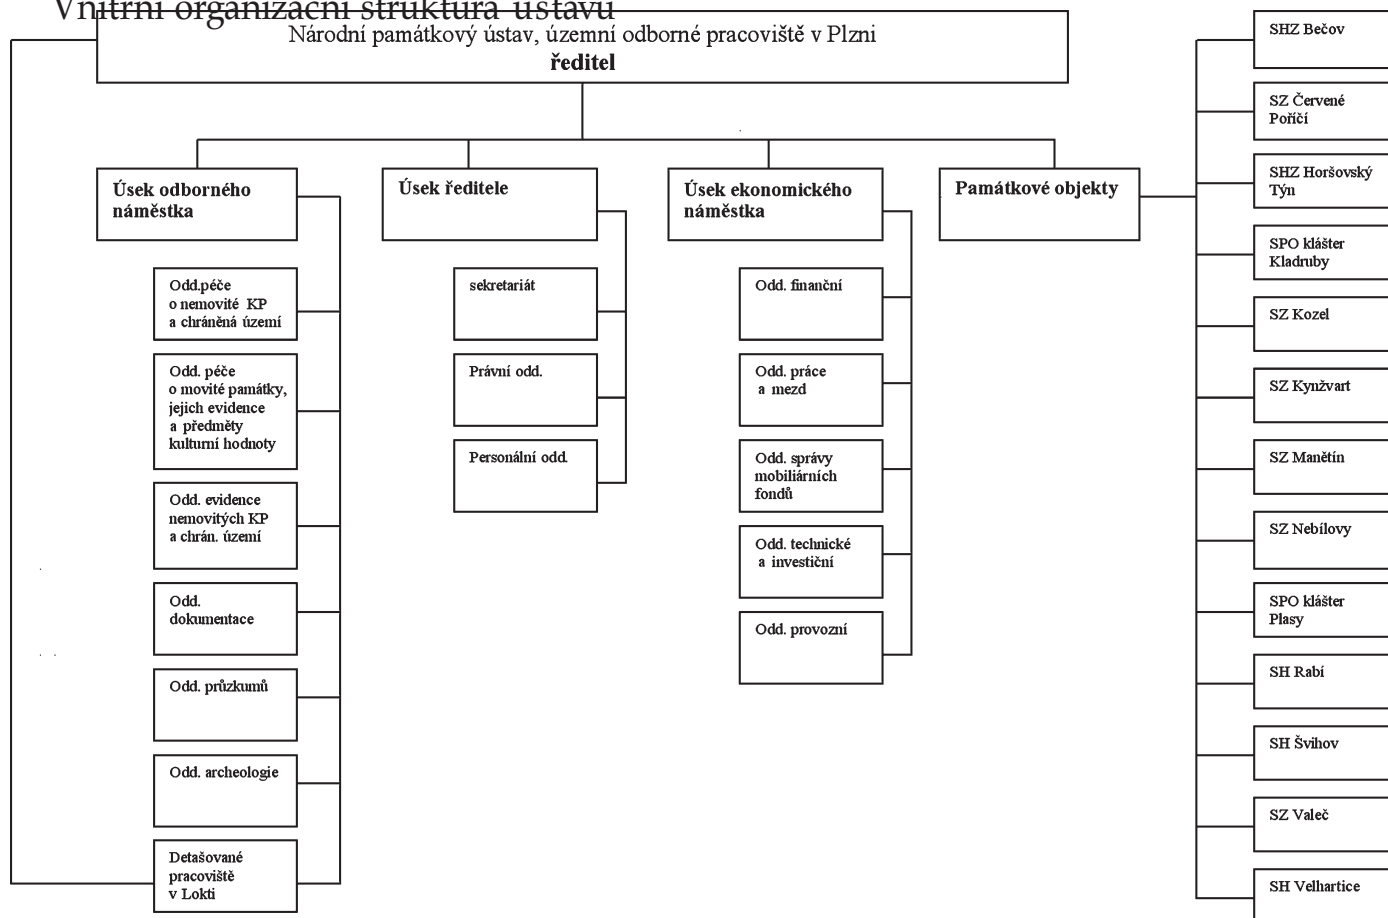 Vnitřní organizační struktura ústavu
Národní památkový ústav, územní odborné pracoviště v Plzni
ředitel
Úsek odborného
náměstka
Odd.péče
o nemovité KP
a chráněná území
Odd. péče
o movité památky,
jejich evidence
a předměty
kulturní hodnoty
Odd. evidence
nemovitých KP
a chrán. území
Odd.
dokumentace
Odd. průzkumů
Odd. archeologie
Detašované
pracoviště
v Lokti
Úsek ředitele
sekretariát
Právní odd.
Personální odd.
Úsek ekonomického
náměstka
Odd. finanční
Odd. práce
a mezd
Odd. správy
mobiliárních
fondů
Odd. technické
a investiční
Odd. provozní
Památkové objekty
SHZ Bečov
SZ Červené
Poříčí
SHZ Horšovský
Týn
SPO klášter
Kladruby
SZ Kozel
SZ Kynžvart
SZ Manětín
SZ Nebílovy
SPO klášter
Plasy
SH Rabí
SH Švihov
SZ Valeč
SH Velhartice